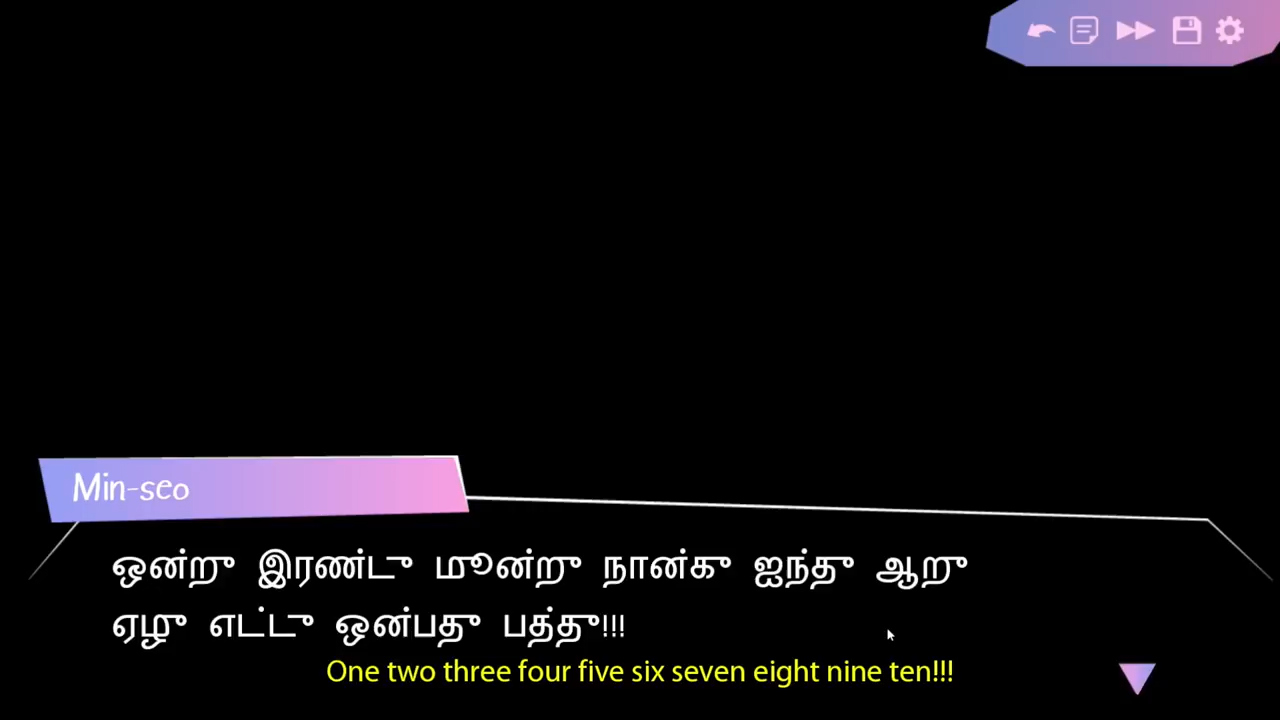 Min-seo
ஒன்று இரண்டு மூன்று நான்கு ஐந்து ஆறு
ஏழு எட்டு ஒன்பது பத்து!!!
One two three four five six seven eight nine ten!!!